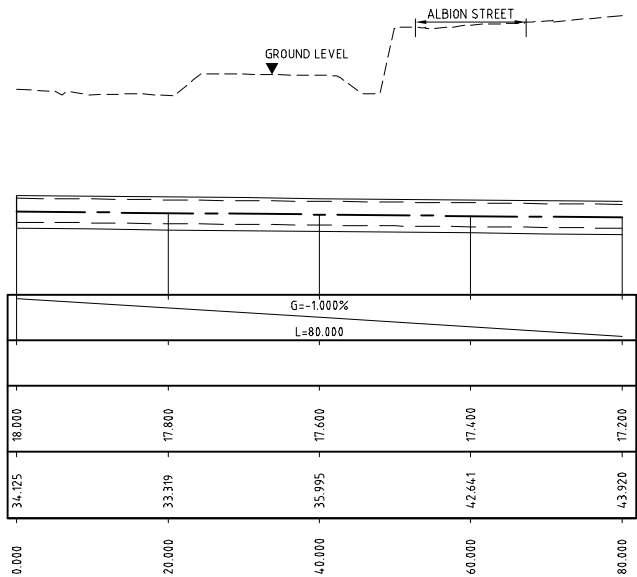 ALBION STREET
GROUND LEVEL
G=-1.000%
L=80.000
18.000 17.800 17.600 17.400 17.200
34.125 33.319 35.995 42.641 43.920
0.000 20.000 40.000 60.000 80.000